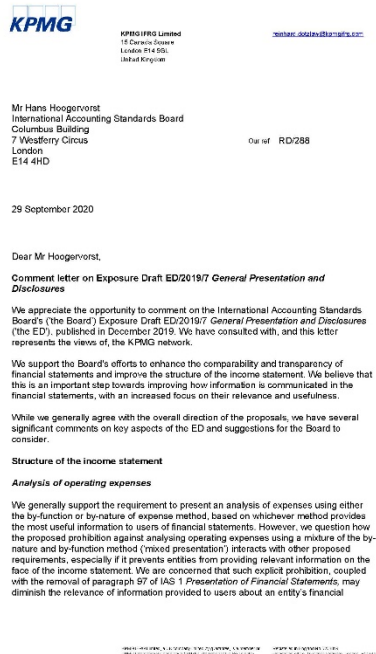 KPMG
KPMG IFRG Limited
15 Canada Square
London E14 5GL
United Kingdom
reinhard.dotzlaw@kpmgifrg.com
Mr Hans Hoogervorst
International Accounting Standards Board
Columbus Building
7 Westferry Circus
London
E14 4HD
Our ref RD/288
29 September 2020
Dear Mr Hoogervorst,
Comment letter on Exposure Draft ED/2019/7 General Presentation and
Disclosures
We appreciate the opportunity to comment on the International Accounting Standards
Board's ('the Board') Exposure Draft ED/2019/7 General Presentation and Disclosures
('the ED'), published in December 2019. We have consulted with, and this letter
represents the views of, the KPMG network.
We support the Board's efforts to enhance the comparability and transparency of
financial statements and improve the structure of the income statement. We believe that
this is an important step towards improving how information is communicated in the
financial statements, with an increased focus on their relevance and usefulness.
While we generally agree with the overall direction of the proposals, we have several
significant comments on key aspects of the ED and suggestions for the Board to
consider.
Structure of the income statement
Analysis of operating expenses
We generally support the requirement to present an analysis of expenses using either
the by-function or by-nature of expense method, based on whichever method provides
the most useful information to users of financial statements. However, we question how
the proposed prohibition against analysing operating expenses using a mixture of the by-
nature and by-function method ('mixed presentation') interacts with other proposed
requirements, especially if it prevents entities from providing relevant information on the
face of the income statement. We are concerned that such explicit prohibition, coupled
with the removal of paragraph 97 of IAS 1 Presentation of Financial Statements, may
diminish the relevance of information provided to users about an entity's financial